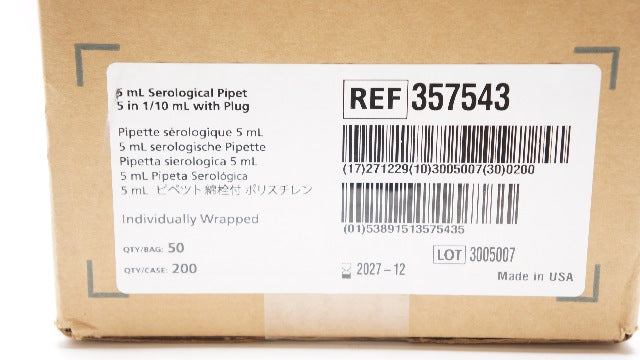 5 mL Serological Pipet
5 in 1/10 mL with Plug
Pipette sérologique 5 mL
5 mL serologische Pipette
Pipetta sierologica 5 mL
5 mL Pipeta Serológica
5 mL ピペット 綿栓付 ポリスチレン
Individually Wrapped
QTY/BAG: 50
QTY/CASE: 200
REF 357543
(17)271229(10)3005007(30)0200
(01)53891513575435
LOT 3005007
2027-12
Made in USA